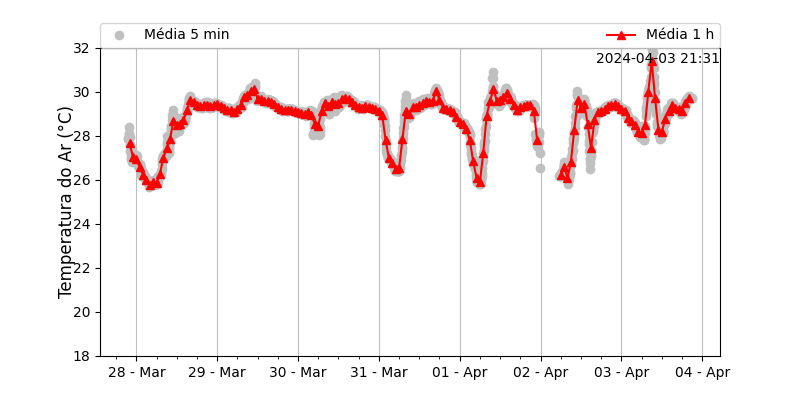 Média 5 min
Média 1 h
2024-04-03 21:31
Temperatura do Ar (°C)
32
30
28
26
24
22
20
18
28 - Mar
29 - Mar
30 - Mar
31 - Mar
01 - Apr
02 - Apr
03 - Apr
04 - Apr